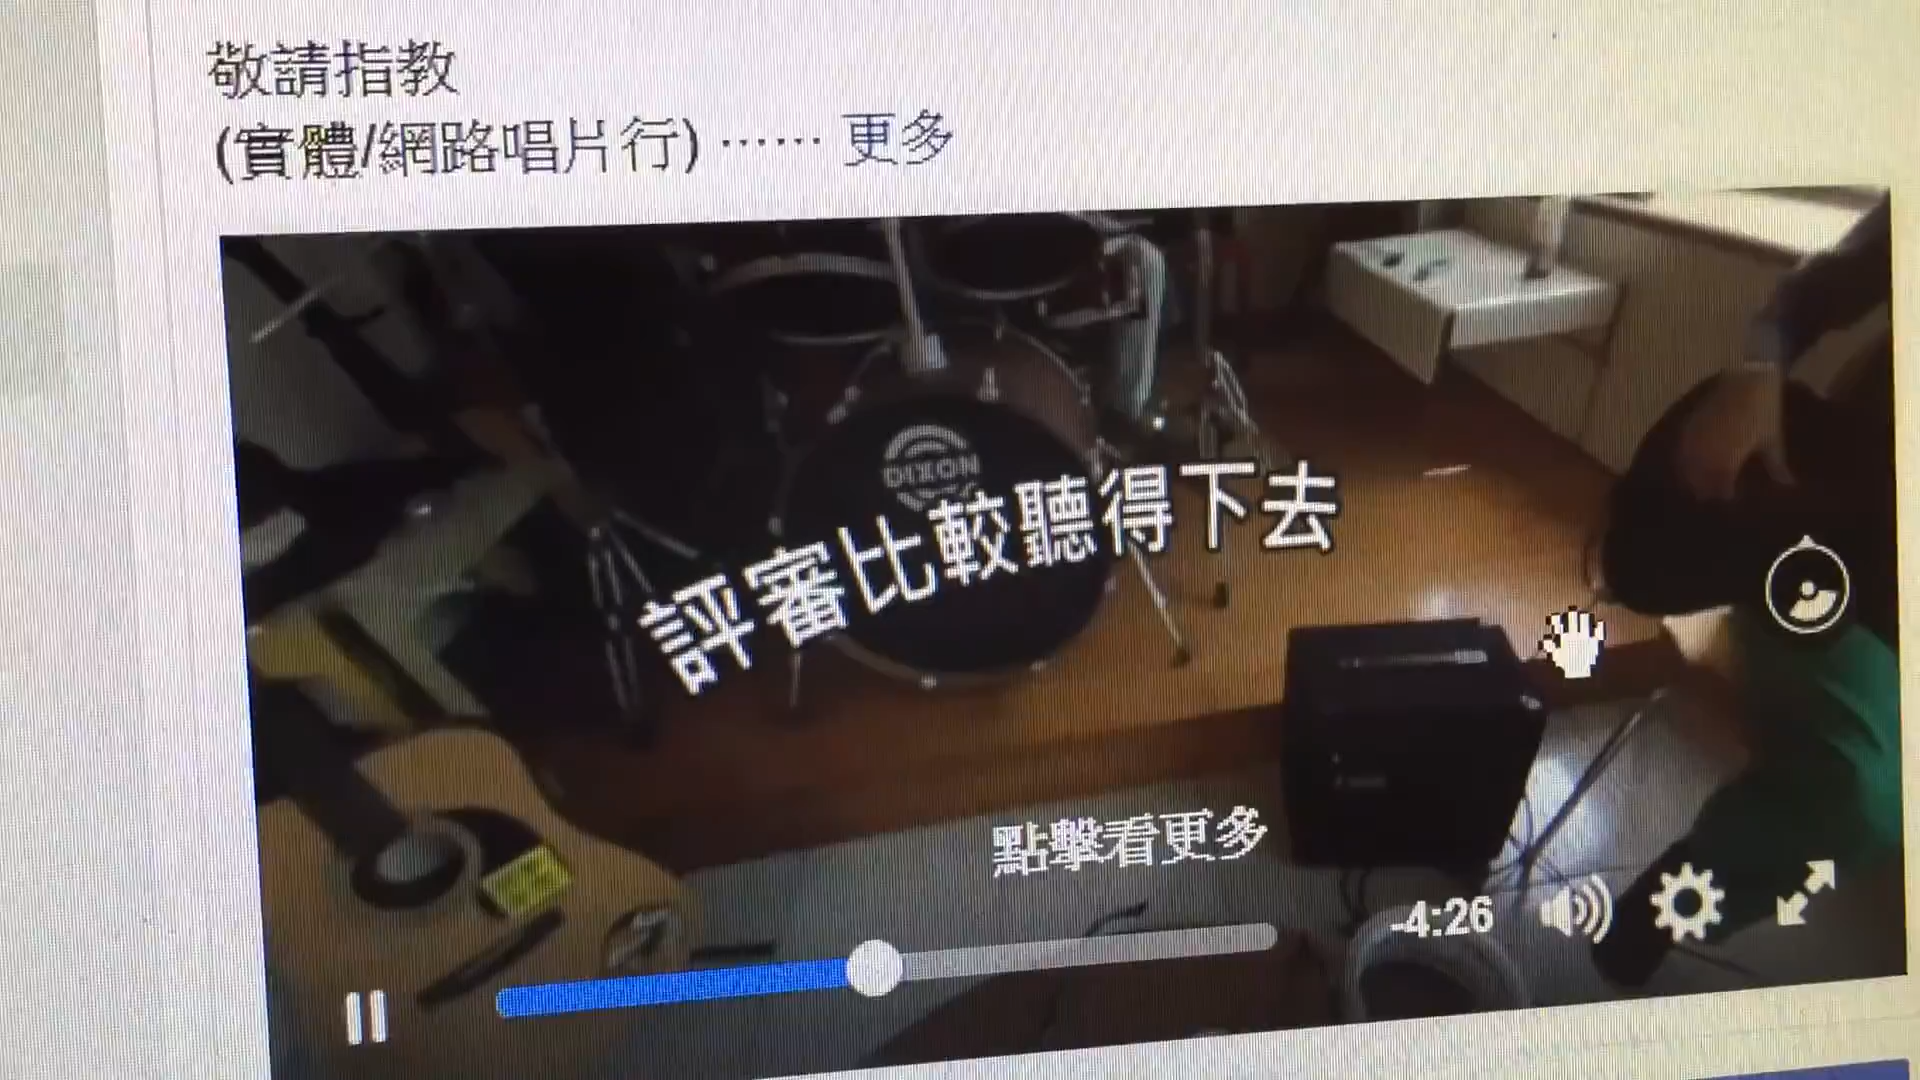 敬請指教
(實體/網路唱片行) …… 更多
DIXON
評審比較聽得下去
點擊看更多
-4:26